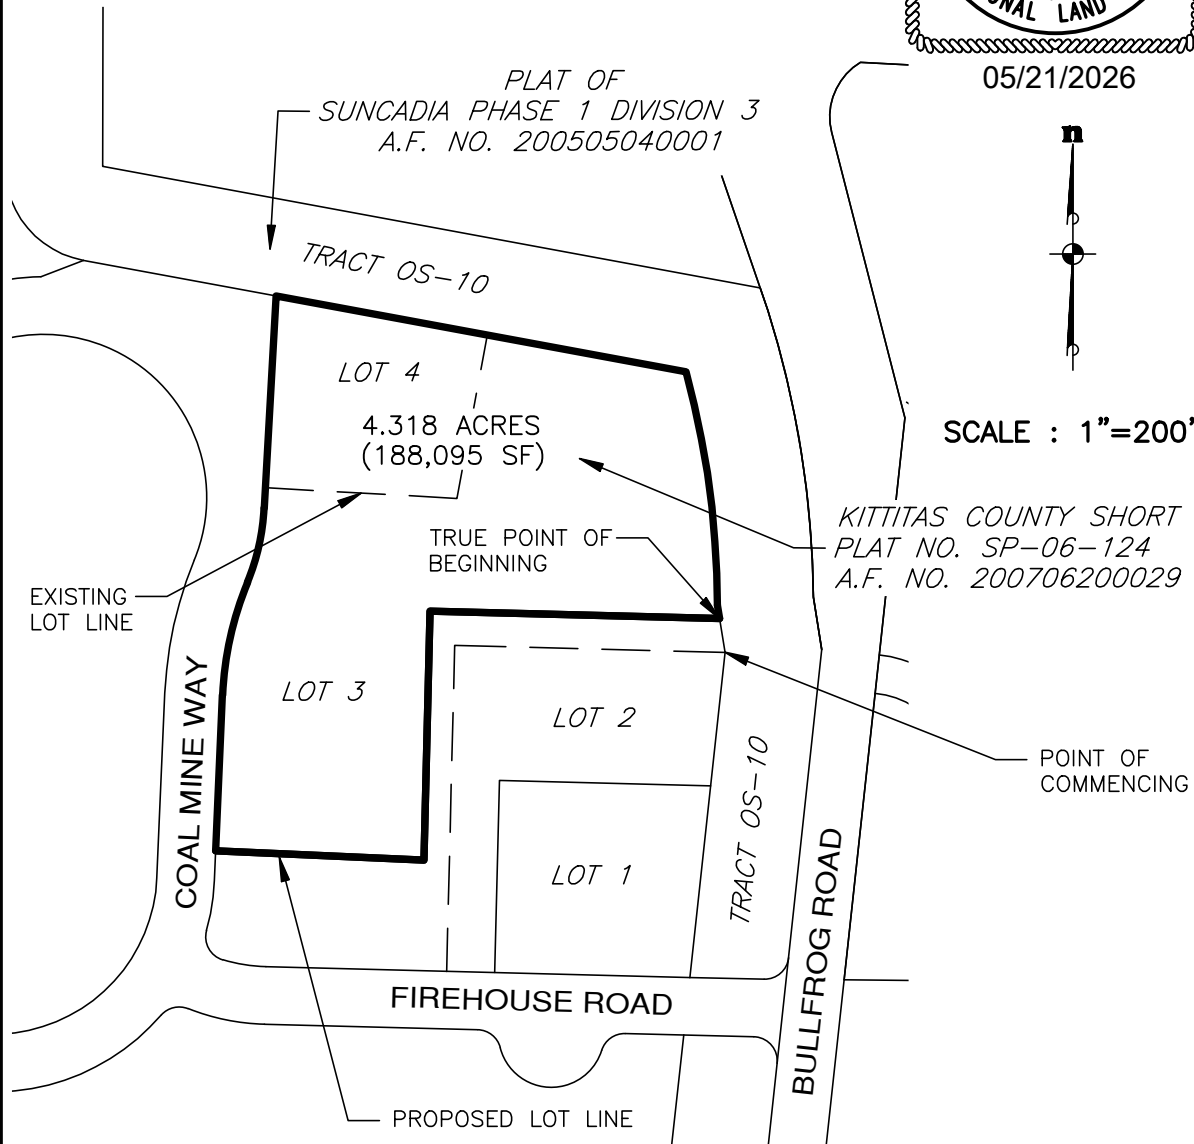 LAND
05/21/2026
PLAT OF
SUNCADIA PHASE 1 DIVISION 3
A.F. NO. 200505040001
n
TRACT OS-10
LOT 4
4.318 ACRES
(188,095 SF)
SCALE : 1"=200'
KITTITAS COUNTY SHORT
PLAT NO. SP-06-124
A.F. NO. 200706200029
TRUE POINT OF
BEGINNING
EXISTING
LOT LINE
LOT 3
LOT 2
COAL MINE WAY
POINT OF
COMMENCING
TRACT OS-10
LOT 1
BULLFROG ROAD
FIREHOUSE ROAD
PROPOSED LOT LINE